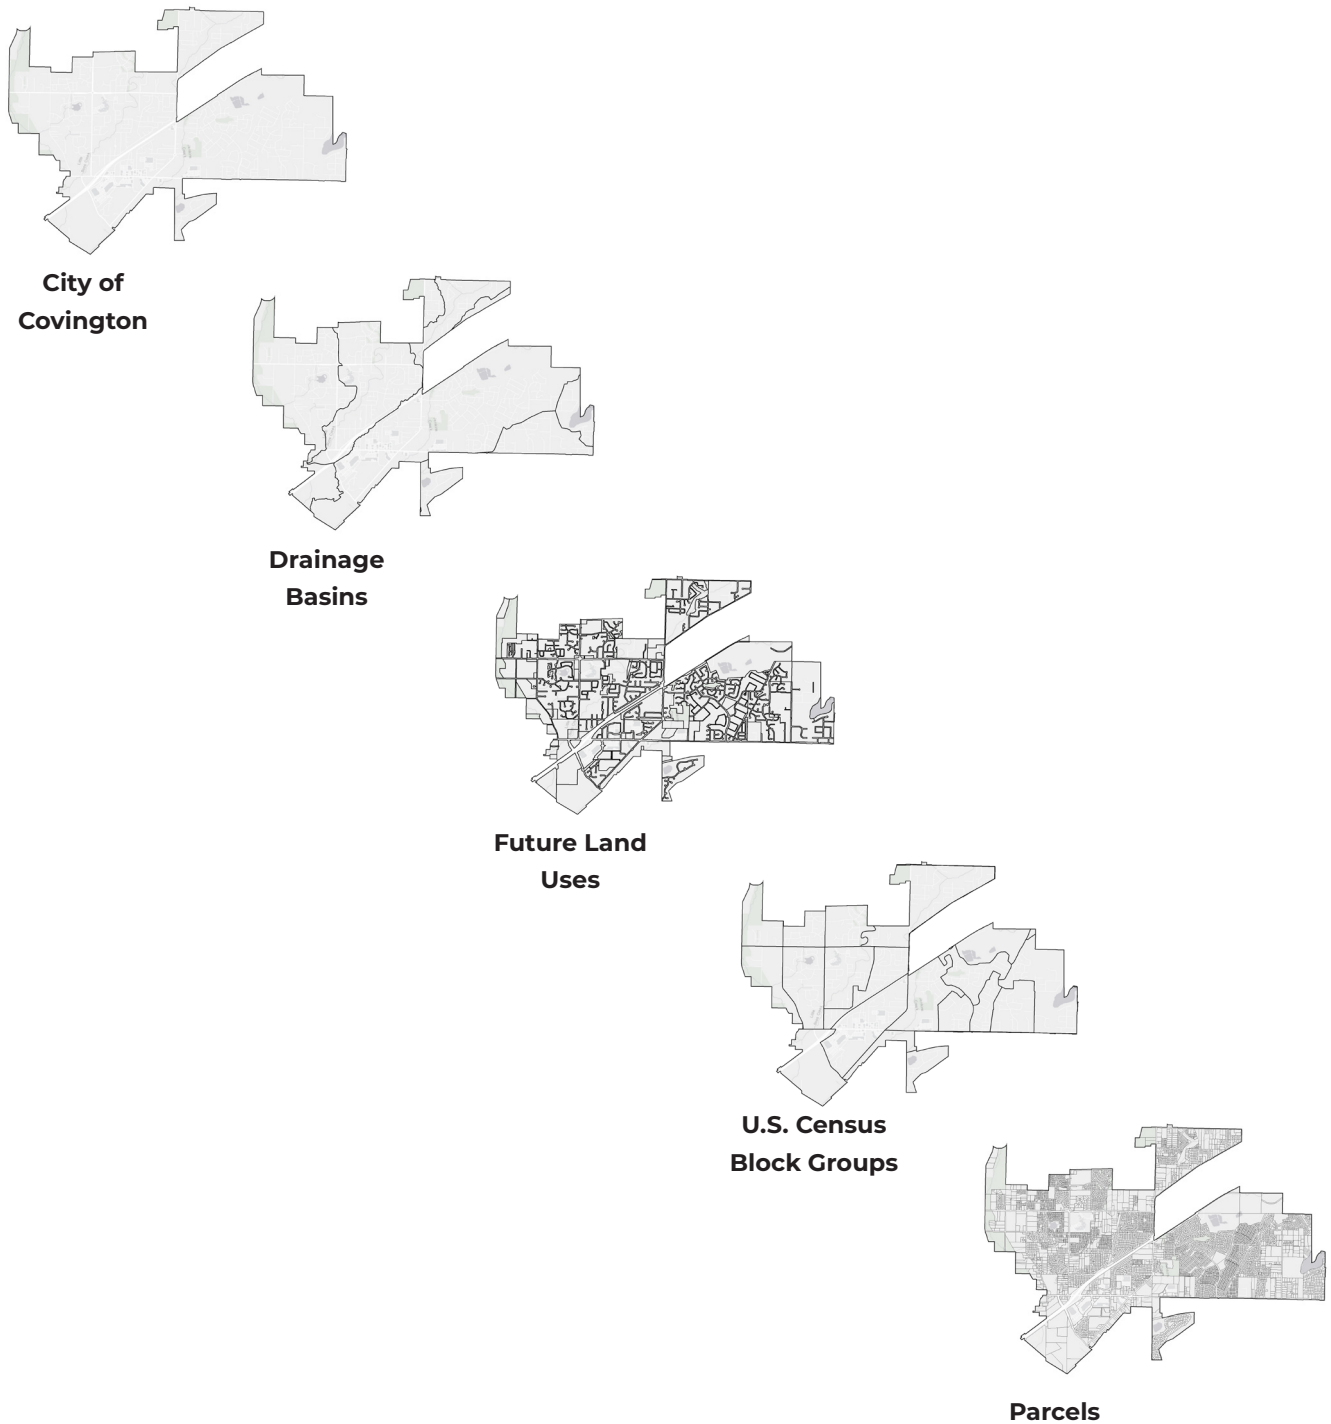 City of
Covington
Drainage
Basins
Future Land
Uses
U.S. Census
Block Groups
Parcels